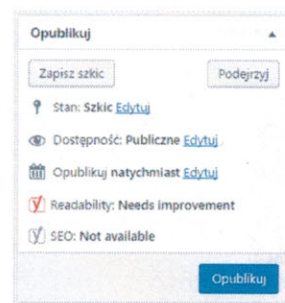 Opublikuj
Zapisz szkic Podejrzyj
Stan: Szkic Edytuj
Dostępność: Publiczne Edytuj
Opublikuj natychmiast Edytuj
Readability: Needs improvement
SEO: Not available
Opublikuj